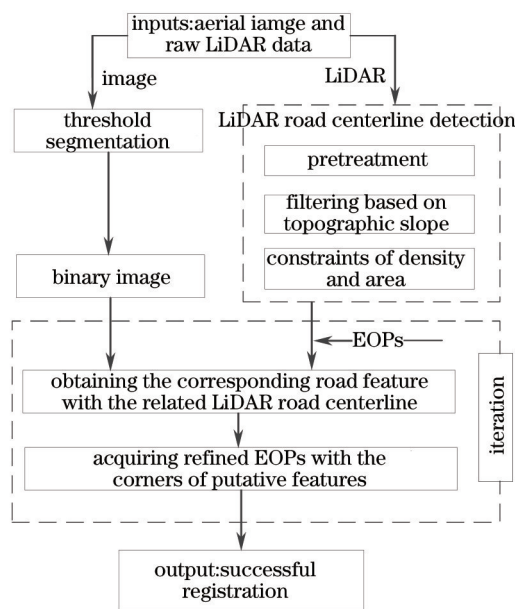 inputs:aerial iamge and
raw LiDAR data
image
LiDAR
threshold
segmentation
LiDAR road centerline detection
pretreatment
filtering based on
topographic slope
constraints of density
and area
binary image
EOPs
obtaining the corresponding road feature
with the related LiDAR road centerline
iteration
acquiring refined EOPs with the
corners of putative features
output:successful
registration